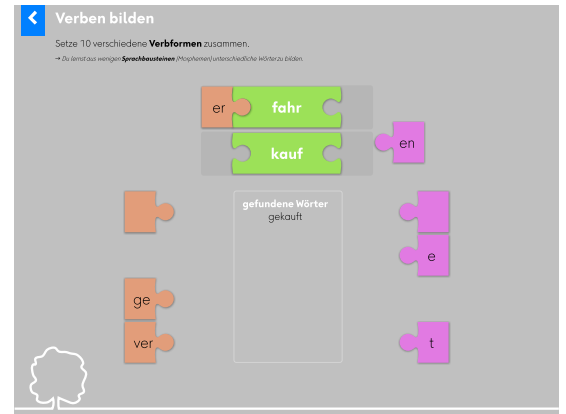 Verben bilden
Setze 10 verschiedene Verbformen zusammen.
→ Du lernst aus wenigen Sprachbausteinen (Morphemen) unterschiedliche Wörter zu bilden.
er fahr
kauf en
gefundene Wörter
gekauft
e
ge
ver t